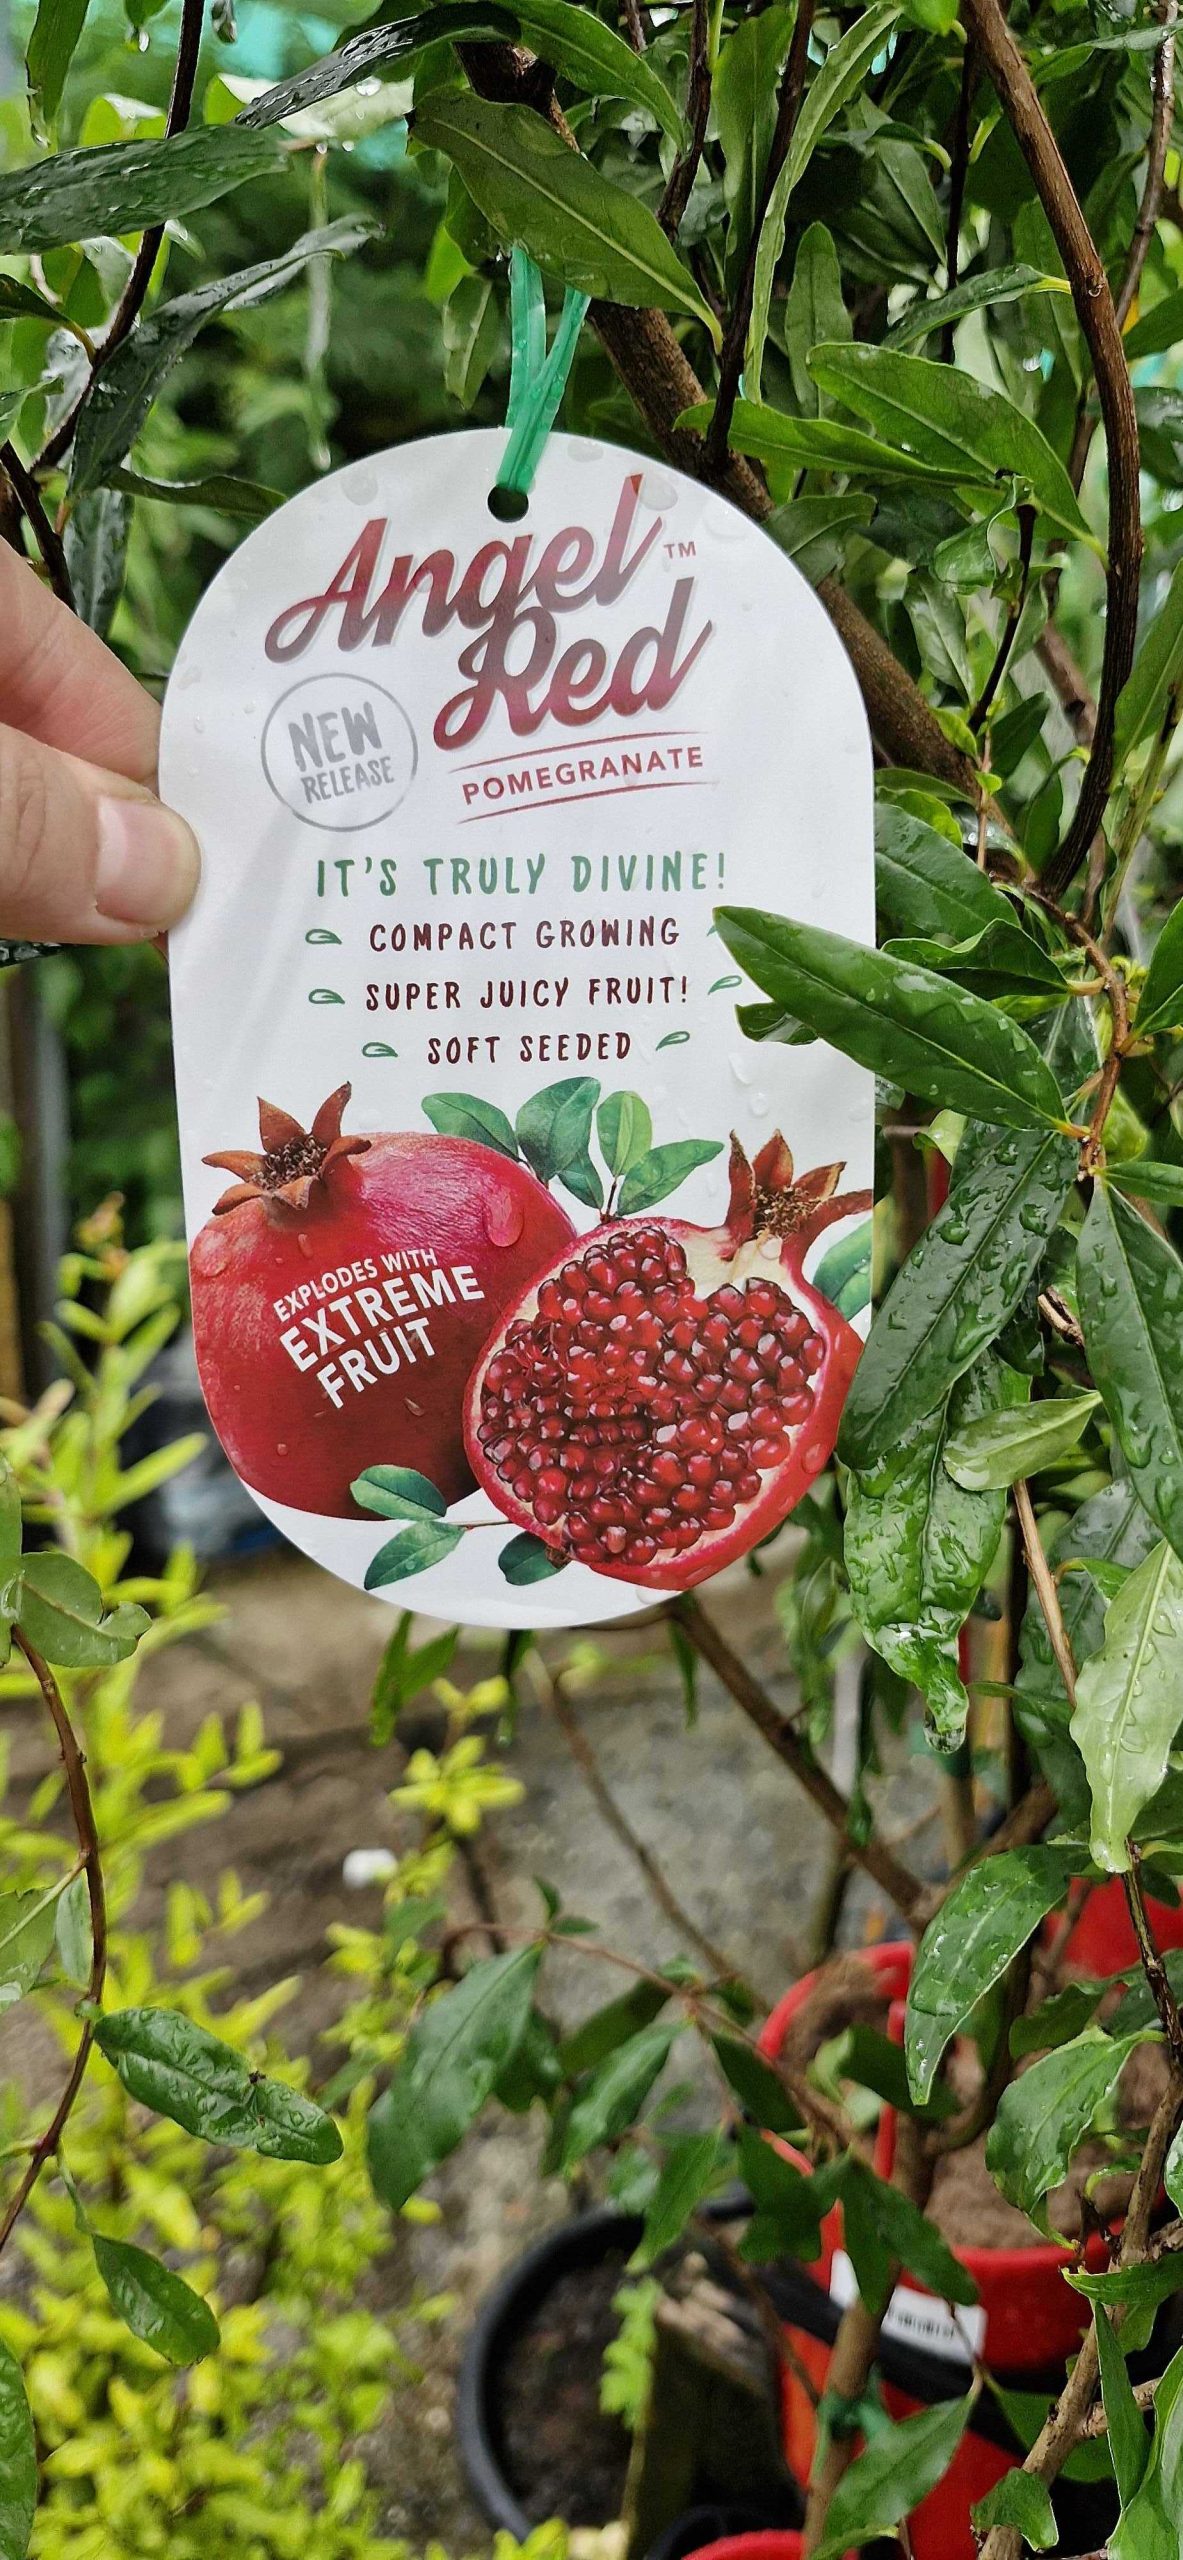 Angel™
Red
POMEGRANATE
NEW
RELEASE
IT'S TRULY DIVINE!
COMPACT GROWING
SUPER JUICY FRUIT!
SOFT SEEDED
EXPLODES WITH
EXTREME
FRUIT